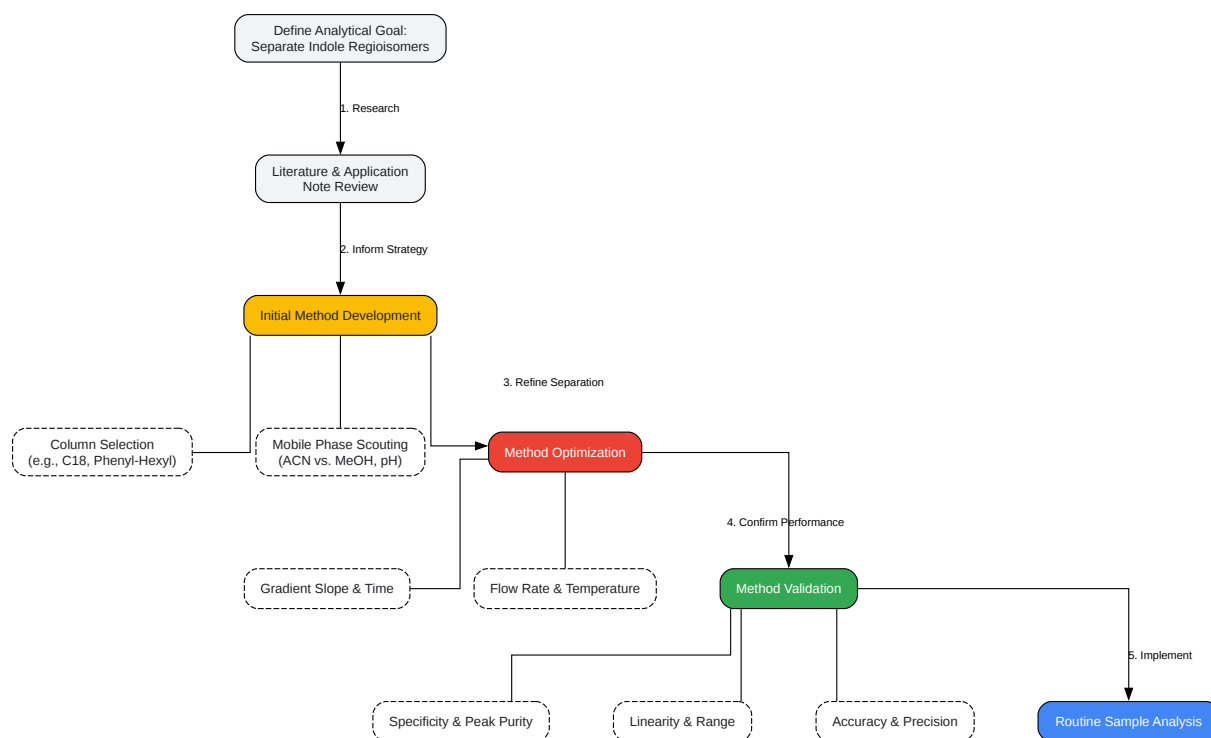 Define Analytical Goal:
Separate Indole Regioisomers
1. Research
Literature & Application
Note Review
2. Inform Strategy
Initial Method Development
3. Refine Separation
Column Selection
(e.g., C18, Phenyl-Hexyl)
Mobile Phase Scouting
(ACN vs. MeOH, pH)
Method Optimization
4. Confirm Performance
Gradient Slope & Time
Flow Rate & Temperature
Method Validation
5. Implement
Specificity & Peak Purity
Linearity & Range
Accuracy & Precision
Routine Sample Analysis